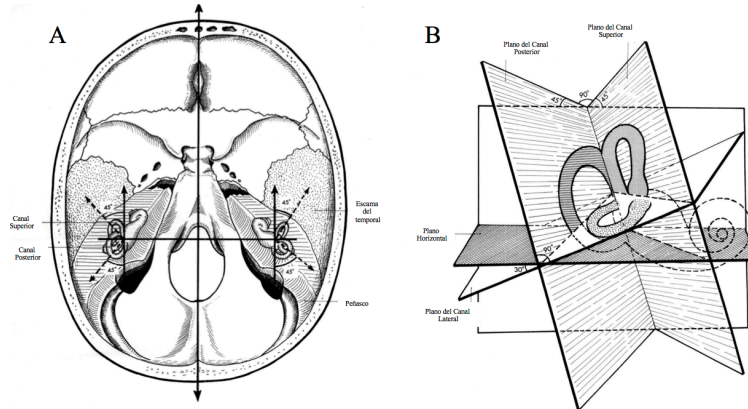 A
45°
45°
45°
45°
Canal
Superior
Canal
Posterior
Escama
del
temporal
Peñasco
B
Plano del Canal
Posterior
Plano del Canal
Superior
45°
90°
45°
Plano
Horizontal
90°
30°
Plano del Canal
Lateral